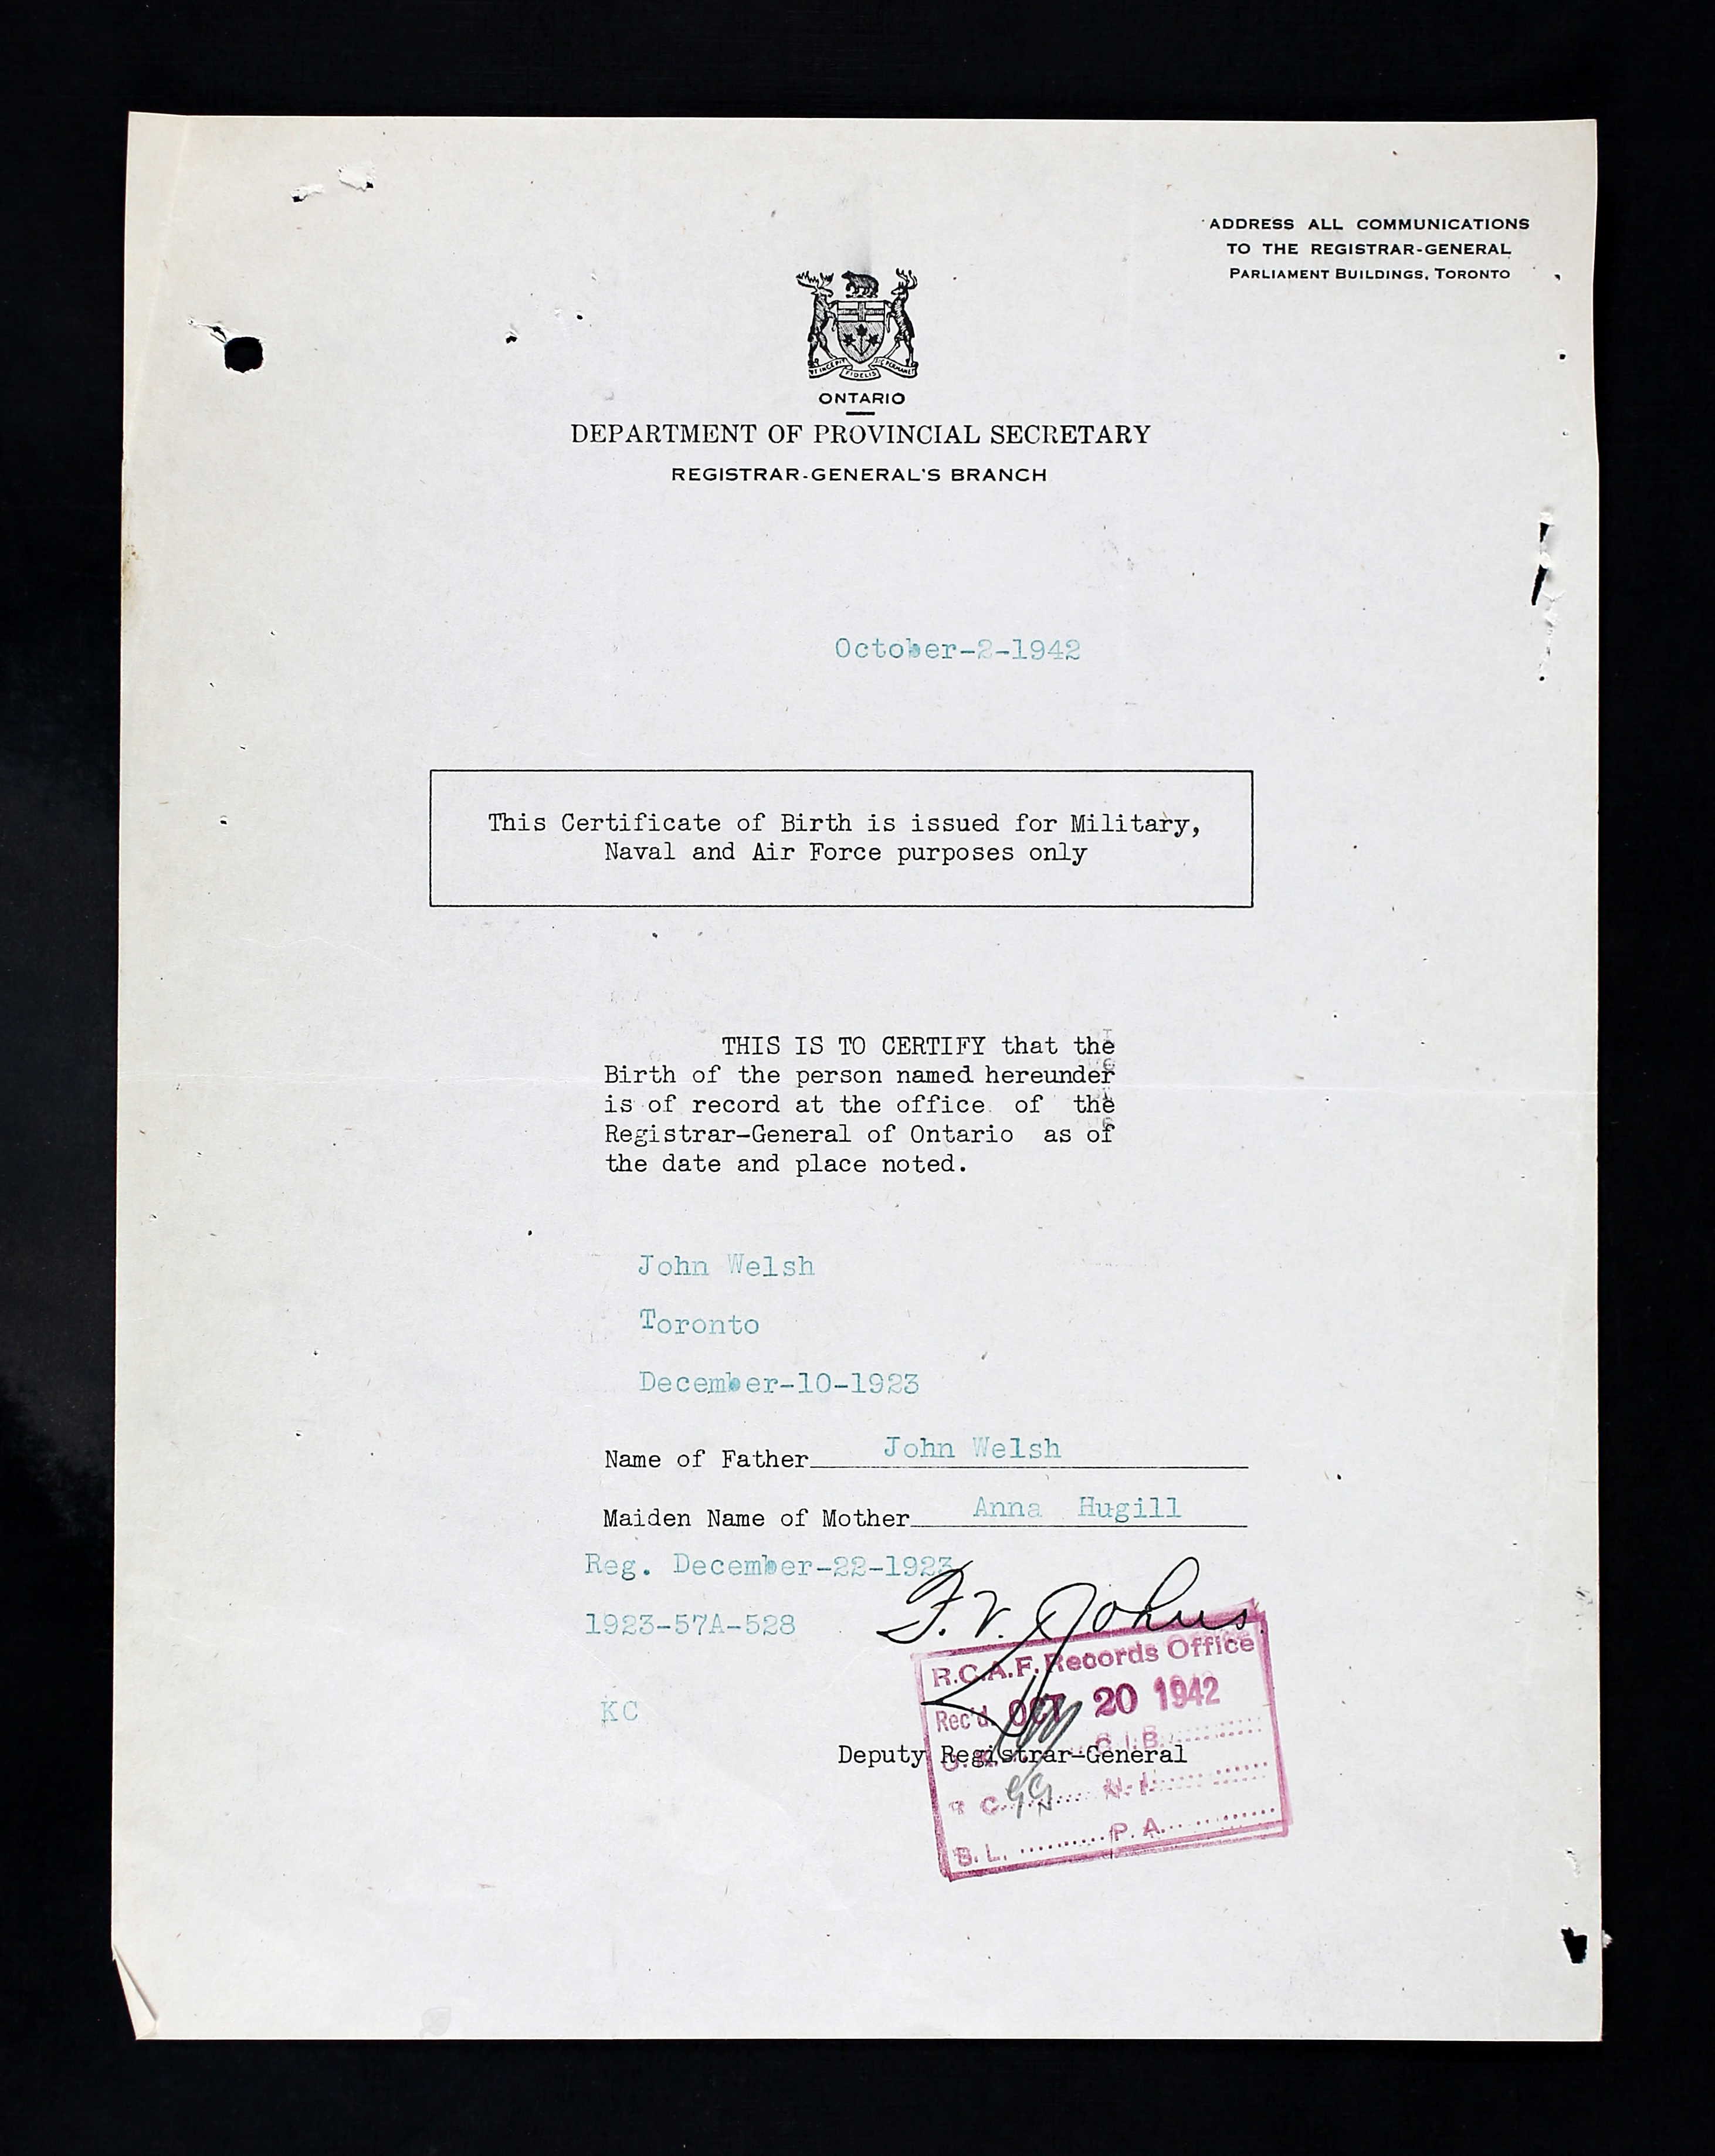 ADDRESS ALL COMMUNICATIONS
TO THE REGISTRAR-GENERAL
PARLIAMENT BUILDINGS, TORONTO
ONTARIO
DEPARTMENT OF PROVINCIAL SECRETARY
REGISTRAR-GENERAL'S BRANCH
October-2-1942
This Certificate of Birth is issued for Military,
Naval and Air Force purposes only
THIS IS TO CERTIFY that the
Birth of the person named hereunder
is of record at the office of the
Registrar-General of Ontario as of
the date and place noted.
John Welsh
Toronto
December-10-1923
Name of Father John Welsh
Maiden Name of Mother Anna Hugill
Reg. December-22-1923
1923-57A-528
F.V. Johns
R.C.A.F. Records Office
Rec'd. OCT 20 1942
KC
Deputy Registrar-General
B.L. P.A.